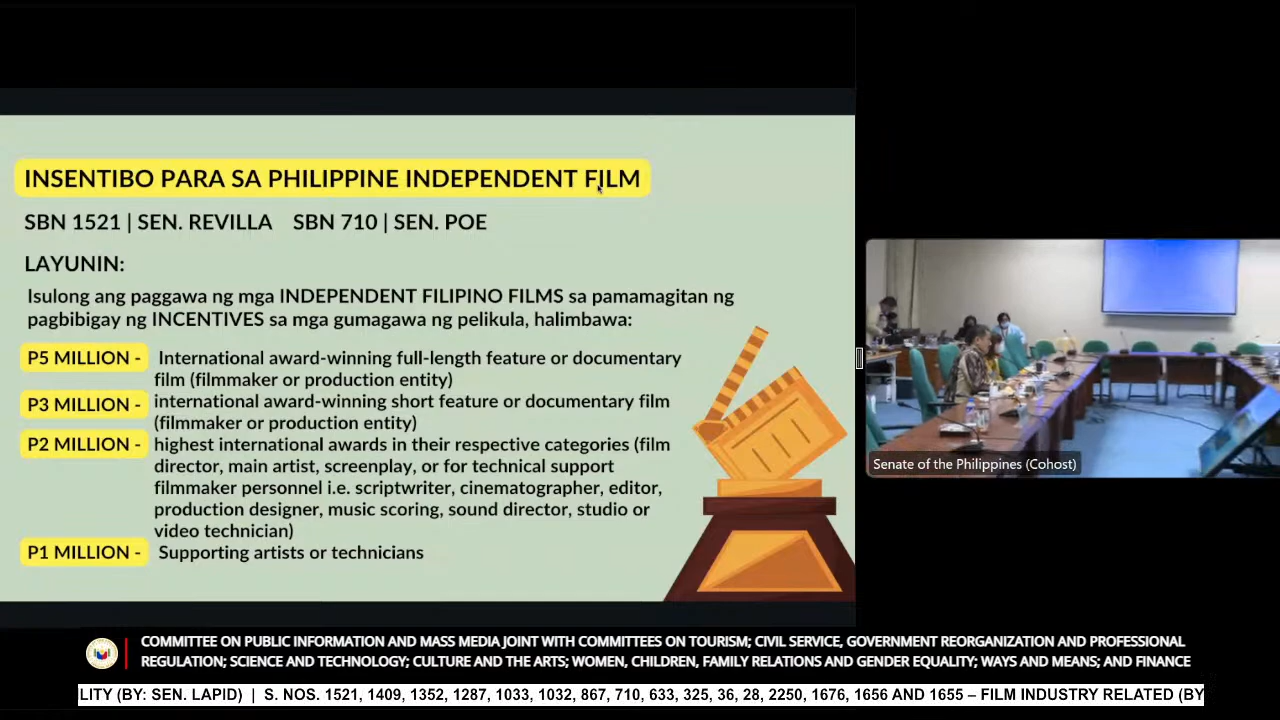 INSENTIBO PARA SA PHILIPPINE INDEPENDENT FILM
SBN 1521 | SEN. REVILLA SBN 710 | SEN. POE
LAYUNIN:
Isulong ang paggawa ng mga INDEPENDENT FILIPINO FILMS sa pamamagitan ng
pagbibigay ng INCENTIVES sa mga gumagawa ng pelikula, halimbawa:
P5 MILLION - International award-winning full-length feature or documentary
film (filmmaker or production entity)
P3 MILLION - international award-winning short feature or documentary film
(filmmaker or production entity)
P2 MILLION - highest international awards in their respective categories (film
director, main artist, screenplay, or for technical support
filmmaker personnel i.e. scriptwriter, cinematographer, editor,
production designer, music scoring, sound director, studio or
video technician)
P1 MILLION - Supporting artists or technicians
Senate of the Philippines (Cohost)
COMMITTEE ON PUBLIC INFORMATION AND MASS MEDIA JOINT WITH COMMITTEES ON TOURISM; CIVIL SERVICE, GOVERNMENT REORGANIZATION AND PROFESSIONAL
REGULATION; SCIENCE AND TECHNOLOGY; CULTURE AND THE ARTS; WOMEN, CHILDREN, FAMILY RELATIONS AND GENDER EQUALITY; WAYS AND MEANS; AND FINANCE
LITY (BY: SEN. LAPID) | S. NOS. 1521, 1409, 1352, 1287, 1033, 1032, 867, 710, 633, 325, 36, 28, 2250, 1676, 1656 AND 1655 – FILM INDUSTRY RELATED (BY